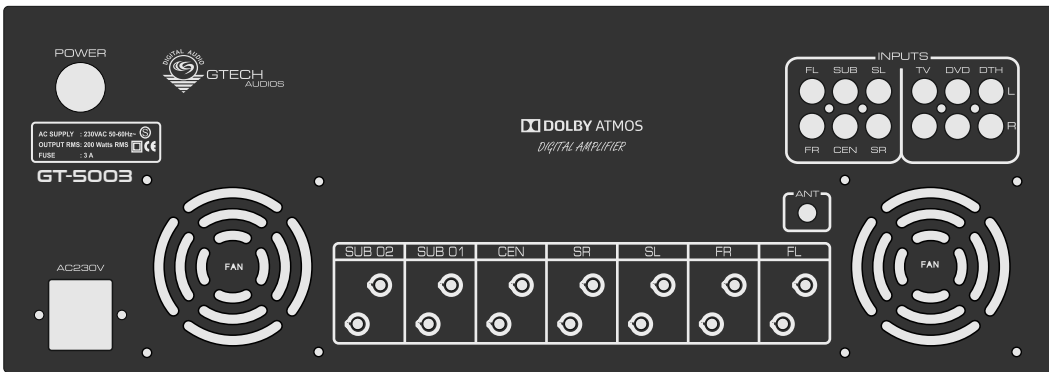 POWER
DIGITAL AUDIO
GTECH
AUDIOS
AC SUPPLY : 230VAC 50-60Hz~ S
OUTPUT RMS: 200 Watts RMS CE
FUSE : 3 A
GT-5003
DOLBY ATMOS
DIGITAL AMPLIFIER
INPUTS
FL SUB SL TV DVD DTH
L
R
FR CEN SR
ANT
FAN
FAN
AC230V
SUB 02 SUB 01 CEN SR SL FR FL